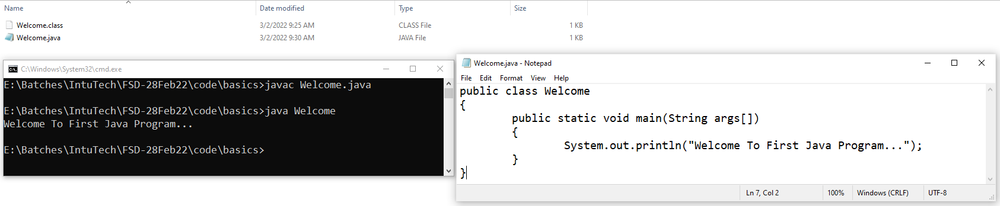 Name Date modified Type Size
Welcome.class 3/2/2022 9:25 AM CLASS File 1 KB
Welcome.java 3/2/2022 9:30 AM JAVA File 1 KB
C:\Windows\System32\cmd.exe
E:\Batches\IntuTech\FSD-28Feb22\code\basics>javac Welcome.java
E:\Batches\IntuTech\FSD-28Feb22\code\basics>java Welcome
Welcome To First Java Program...
E:\Batches\IntuTech\FSD-28Feb22\code\basics>
Welcome.java - Notepad
File Edit Format View Help
public class Welcome
{
public static void main(String args[])
{
System.out.println("Welcome To First Java Program...");
}
}
Ln 7, Col 2 100% Windows (CRLF) UTF-8